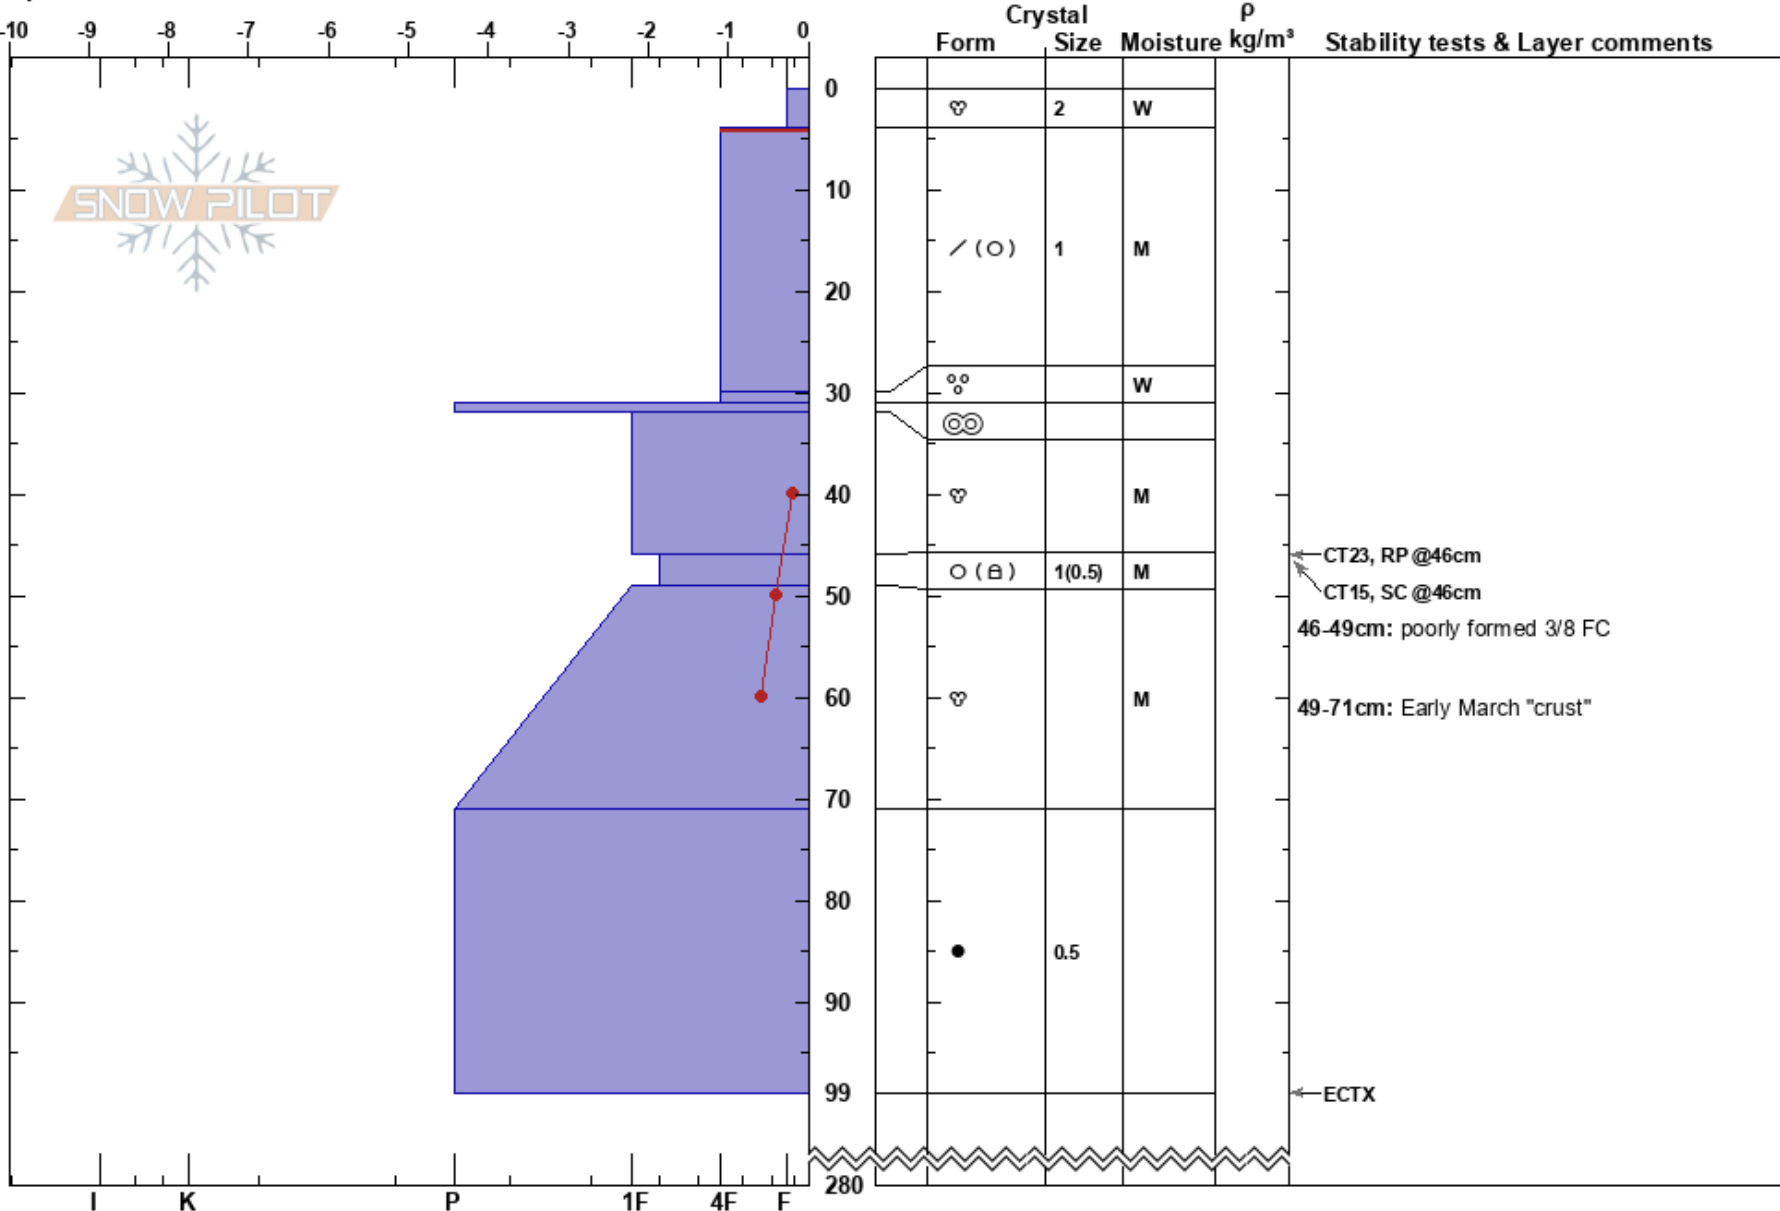 Crystal ρ
-10 -9 -8 -7 -6 -5 -4 -3 -2 -1 0
Form Size Moisture kg/m³ Stability tests & Layer comments
0
2 W
SNOW PILOT
10
1 M
20
30
W
40
M
CT23, RP @46cm
1(0.5) M
CT15, SC @46cm
50
46-49cm: poorly formed 3/8 FC
60
M
49-71cm: Early March "crust"
70
80
0.5
90
99
ECTX
280
I K P 1F 4F F